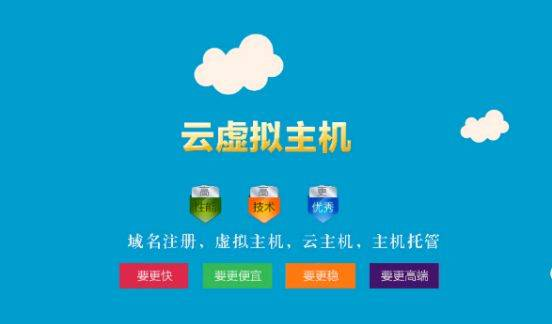 云虚拟主机
高 高 更
性能 技术 优秀
域名注册，虚拟主机，云主机，主机托管
要更快 要更便宜 要更稳 要更高端